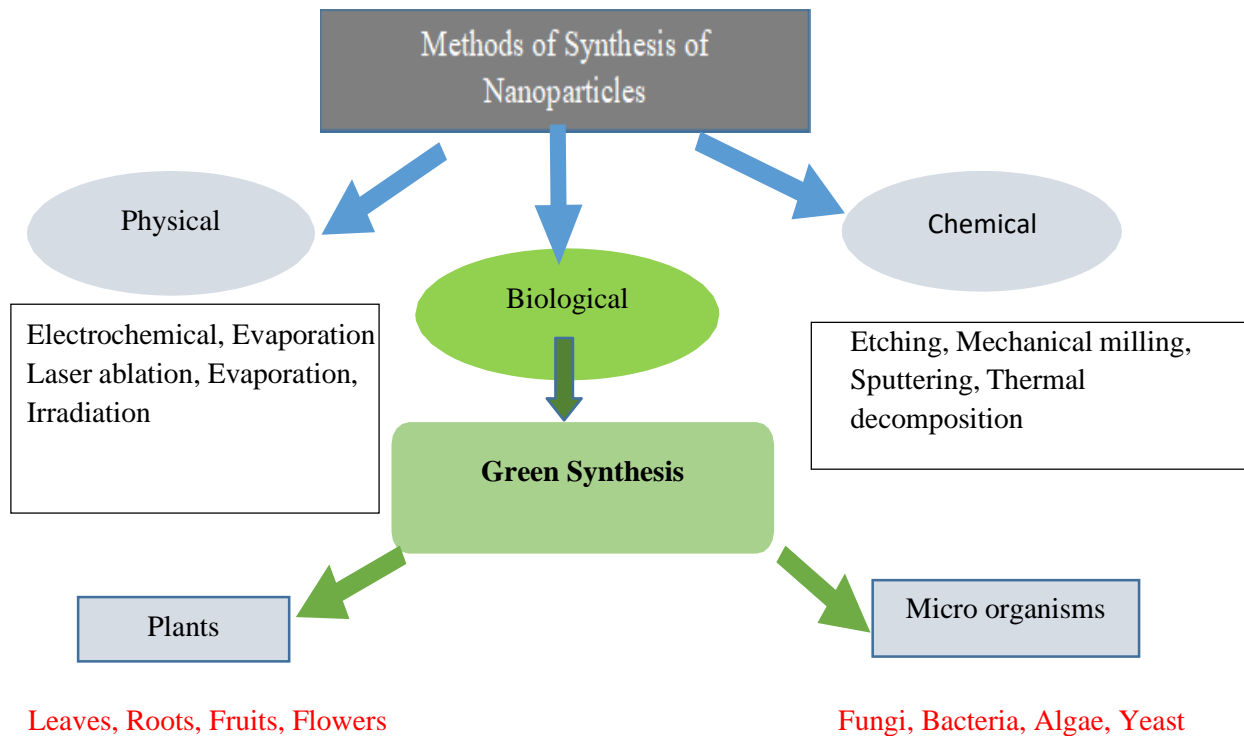 Methods of Synthesis of
Nanoparticles
Physical
Chemical
Biological
Electrochemical, Evaporation
Laser ablation, Evaporation,
Irradiation
Etching, Mechanical milling,
Sputtering, Thermal
decomposition
Green Synthesis
Plants
Micro organisms
Leaves, Roots, Fruits, Flowers
Fungi, Bacteria, Algae, Yeast